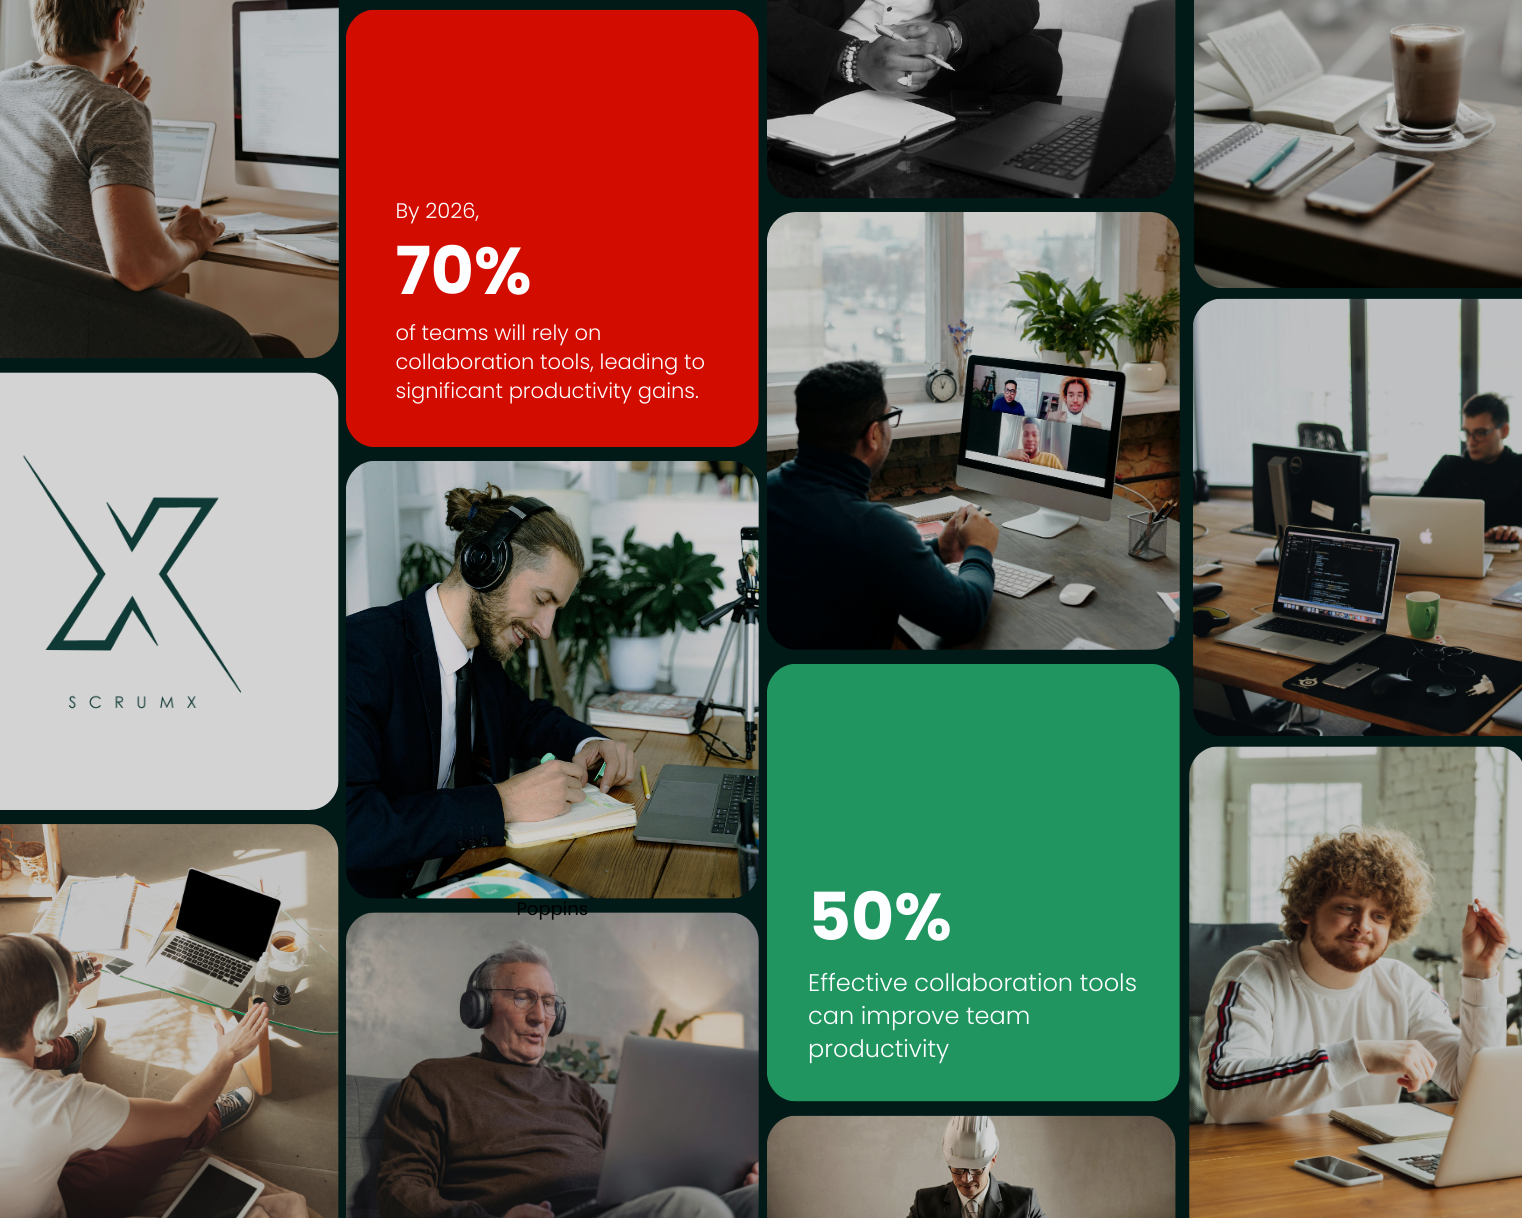 By 2026,
70%
of teams will rely on
collaboration tools, leading to
significant productivity gains.
SCRUMX
Poppins
50%
Effective collaboration tools
can improve team
productivity